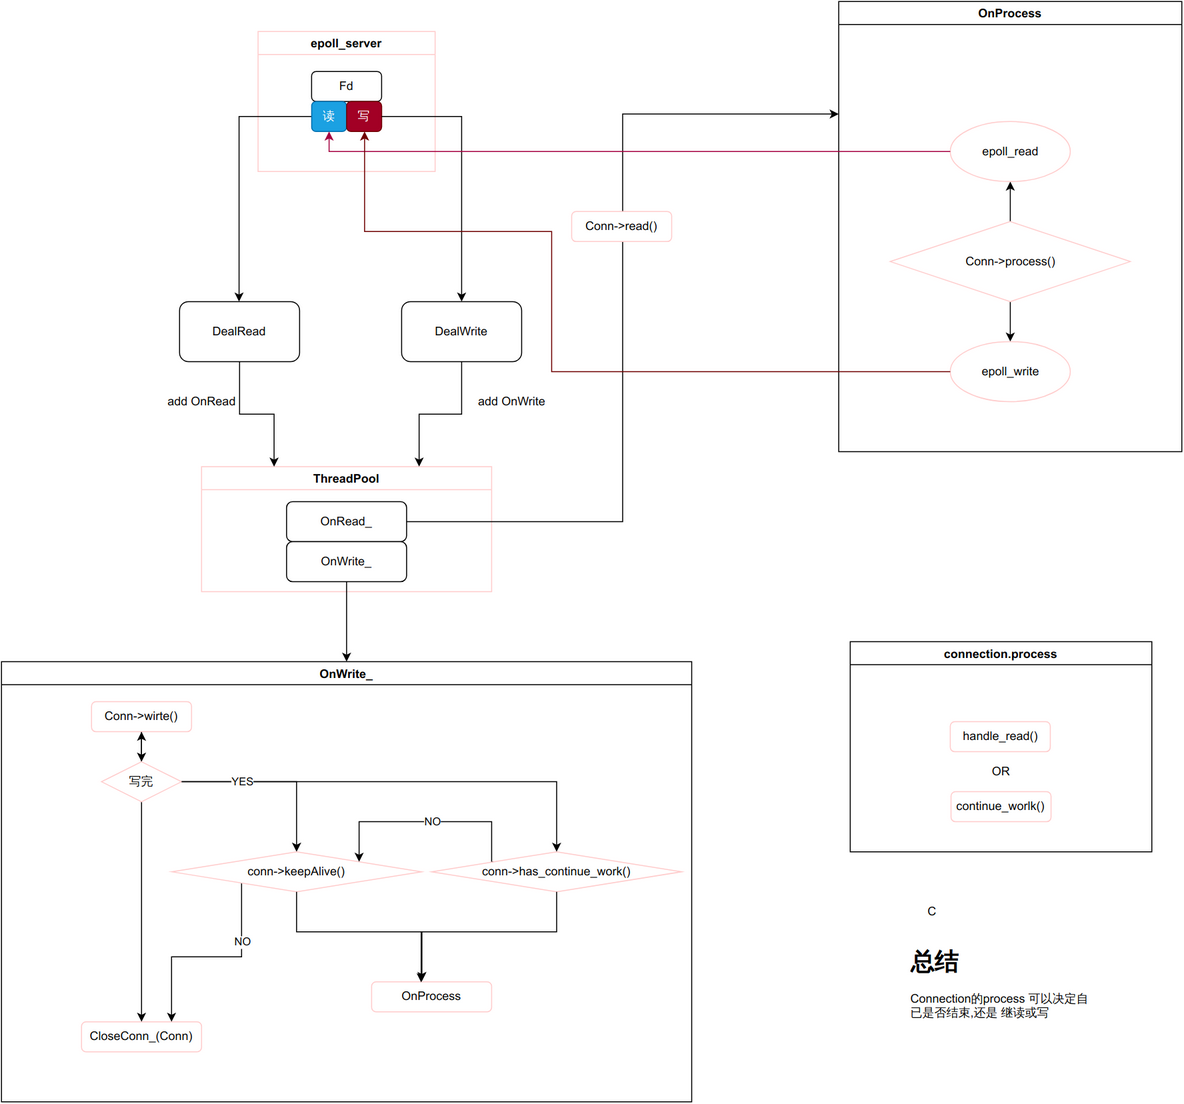 OnProcess
epoll_server
Fd
读
写
epoll_read
Conn->read()
Conn->process()
DealRead
DealWrite
epoll_write
add OnRead
add OnWrite
ThreadPool
OnRead_
OnWrite_
OnWrite_
Conn->wirte()
写完
YES
NO
conn->keepAlive()
conn->has_continue_work()
NO
OnProcess
CloseConn_(Conn)
connection.process
handle_read()
OR
continue_worlk()
C
总结
Connection的process 可以决定自
已是否结束,还是 继读或写